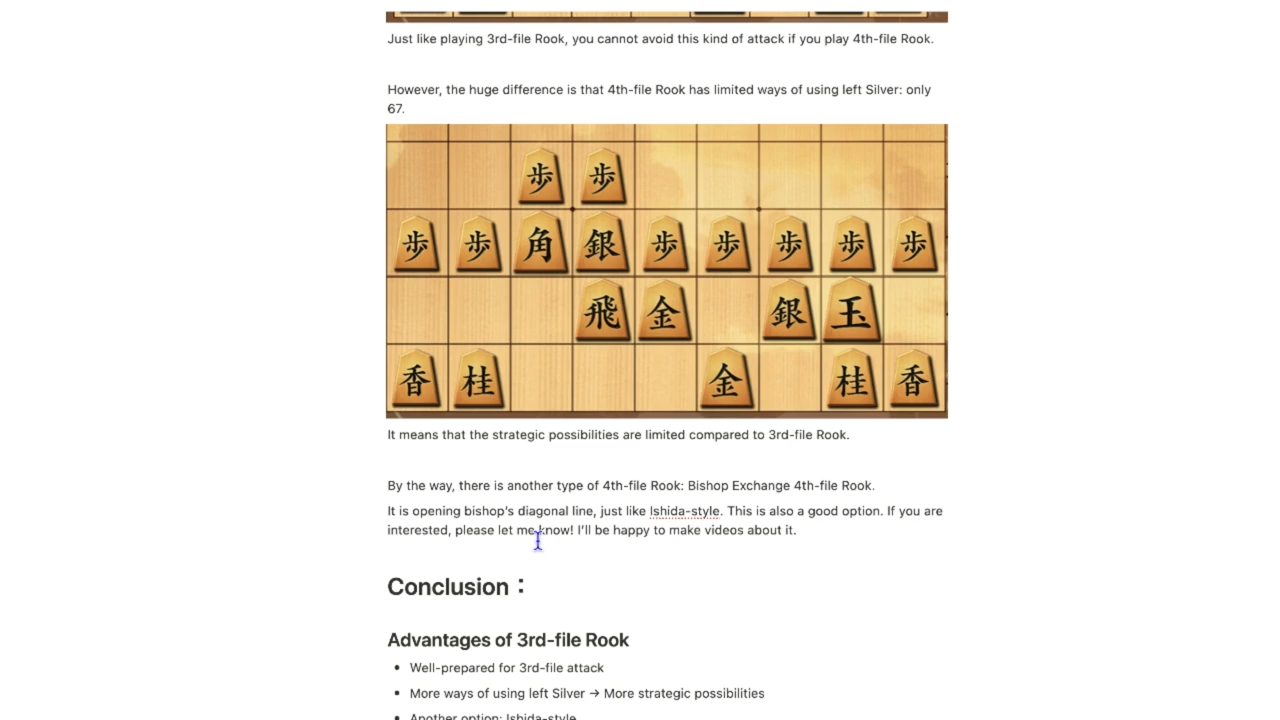 Just like playing 3rd-file Rook, you cannot avoid this kind of attack if you play 4th-file Rook.
However, the huge difference is that 4th-file Rook has limited ways of using left Silver: only
67.
歩 歩
歩 歩 角 銀 歩 歩 歩 歩 歩
飛 金 銀 玉
香 桂 金 桂 香
It means that the strategic possibilities are limited compared to 3rd-file Rook.
By the way, there is another type of 4th-file Rook: Bishop Exchange 4th-file Rook.
It is opening bishop's diagonal line, just like Ishida-style. This is also a good option. If you are
interested, please let me know! I'll be happy to make videos about it.
Conclusion：
Advantages of 3rd-file Rook
• Well-prepared for 3rd-file attack
• More ways of using left Silver → More strategic possibilities
• Another option: Ishida-style